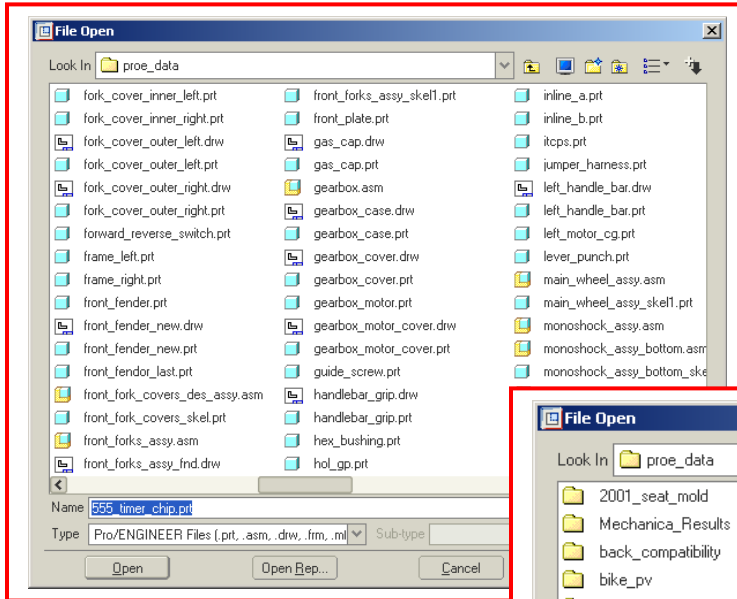 File Open
Look In proe_data
fork_cover_inner_left.prt front_forks_assy_skel1.prt inline_a.prt
fork_cover_inner_right.prt front_plate.prt inline_b.prt
fork_cover_outer_left.drw gas_cap.drw itcps.prt
fork_cover_outer_left.prt gas_cap.prt jumper_harness.prt
fork_cover_outer_right.drw gearbox.asm left_handle_bar.drw
fork_cover_outer_right.prt gearbox_case.drw left_handle_bar.prt
forward_reverse_switch.prt gearbox_case.prt left_motor_cg.prt
frame_left.prt gearbox_cover.drw lever_punch.prt
frame_right.prt gearbox_cover.prt main_wheel_assy.asm
front_fender.prt gearbox_motor.prt main_wheel_assy_skel1.prt
front_fender_new.drw gearbox_motor_cover.drw monoshock_assy.asm
front_fender_new.prt gearbox_motor_cover.prt monoshock_assy_bottom.asm
front_fendor_last.prt guide_screw.prt monoshock_assy_bottom_ske
front_fork_covers_des_assy.asm handlebar_grip.drw
front_fork_covers_skel.prt handlebar_grip.prt
front_forks_assy.asm hex_bushing.prt
front_forks_assy_fnd.drw hol_gp.prt
Name 555_timer_chip.prt
Type Pro/ENGINEER Files (.prt, .asm, .drw, .frm, .ml Sub-type
Open Open Rep... Cancel
File Open
Look In proe_data
2001_seat_mold
Mechanica_Results
back_compatibility
bike_pv